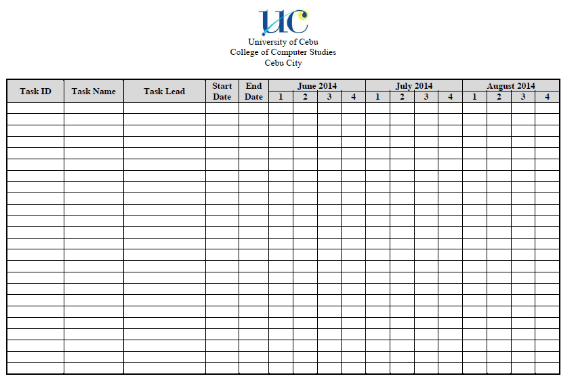 UC
University of Cebu
College of Computer Studies
Cebu City
Task ID Task Name Task Lead Start Date End Date June 2014 July 2014 August 2014
1 2 3 4 1 2 3 4 1 2 3 4